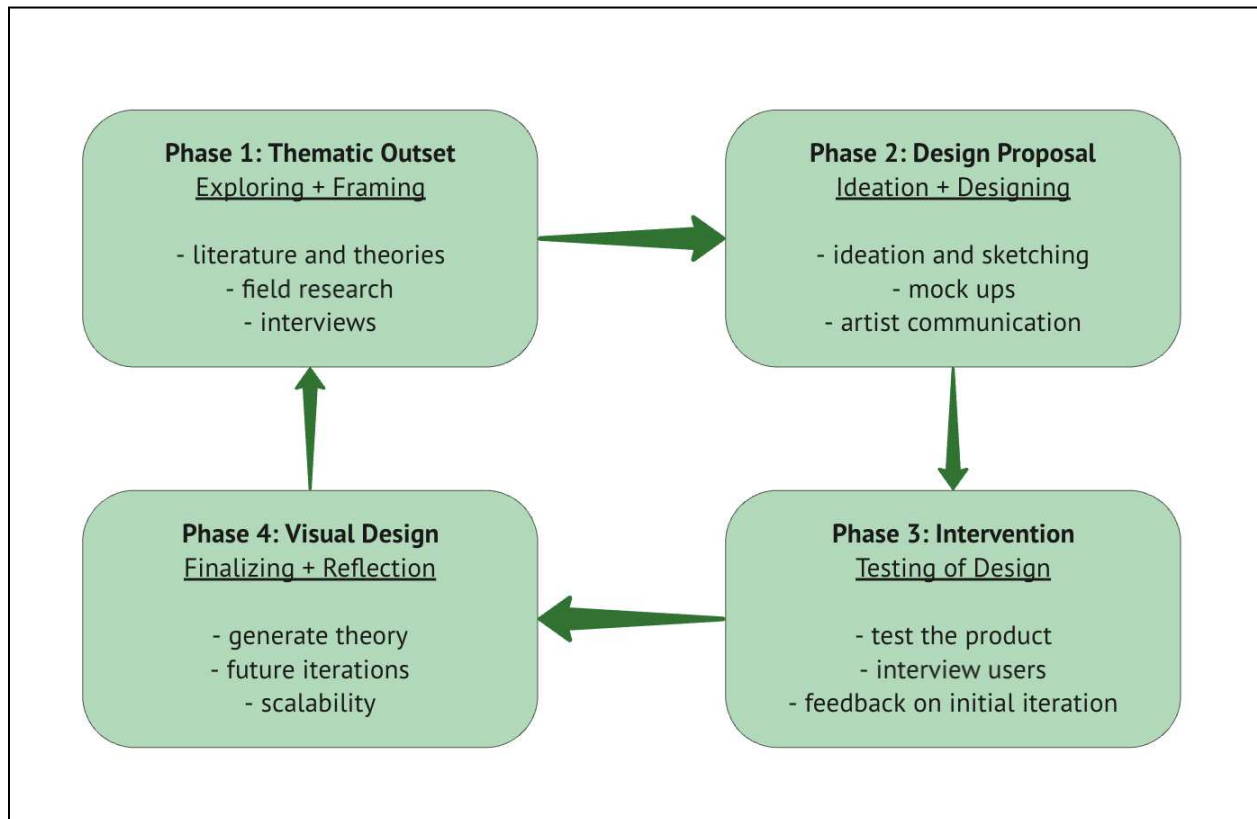 Phase 1: Thematic Outset
Exploring + Framing
- literature and theories
- field research
- interviews
Phase 2: Design Proposal
Ideation + Designing
- ideation and sketching
- mock ups
- artist communication
Phase 3: Intervention
Testing of Design
- test the product
- interview users
- feedback on initial iteration
Phase 4: Visual Design
Finalizing + Reflection
- generate theory
- future iterations
- scalability